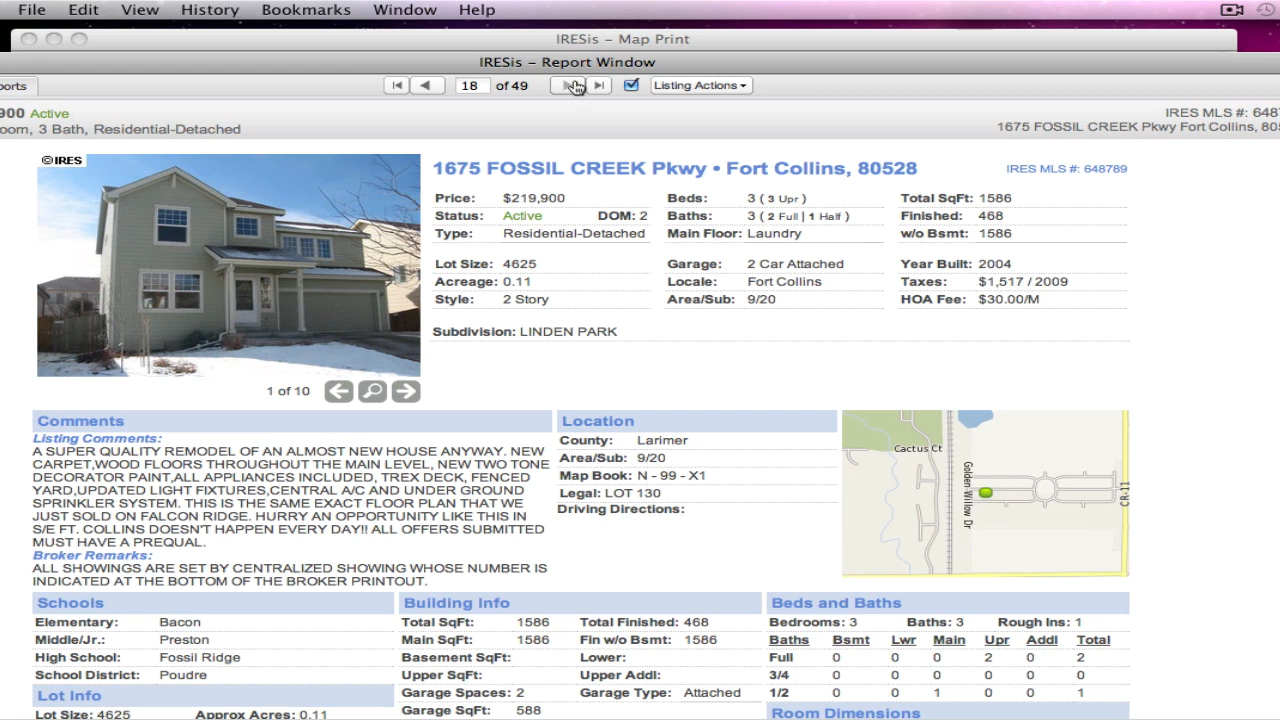 File Edit View History Bookmarks Window Help
IRESis – Map Print
IRESis – Report Window
orts 18 of 49 Listing Actions
900 Active IRES MLS #: 648
oom, 3 Bath, Residential-Detached 1675 FOSSIL CREEK Pkwy Fort Collins, 805
©IRES
1675 FOSSIL CREEK Pkwy • Fort Collins, 80528 IRES MLS #: 648789
Price: $219,900 Beds: 3 ( 3 Upr ) Total SqFt: 1586
Status: Active DOM: 2 Baths: 3 ( 2 Full | 1 Half ) Finished: 468
Type: Residential-Detached Main Floor: Laundry w/o Bsmt: 1586
Lot Size: 4625 Garage: 2 Car Attached Year Built: 2004
Acreage: 0.11 Locale: Fort Collins Taxes: $1,517 / 2009
Style: 2 Story Area/Sub: 9/20 HOA Fee: $30.00/M
Subdivision: LINDEN PARK
1 of 10
Comments
Listing Comments:
A SUPER QUALITY REMODEL OF AN ALMOST NEW HOUSE ANYWAY. NEW
CARPET,WOOD FLOORS THROUGHOUT THE MAIN LEVEL, NEW TWO TONE
DECORATOR PAINT,ALL APPLIANCES INCLUDED, TREX DECK, FENCED
YARD,UPDATED LIGHT FIXTURES,CENTRAL A/C AND UNDER GROUND
SPRINKLER SYSTEM. THIS IS THE SAME EXACT FLOOR PLAN THAT WE
JUST SOLD ON FALCON RIDGE. HURRY AN OPPORTUNITY LIKE THIS IN
S/E FT. COLLINS DOESN'T HAPPEN EVERY DAY!! ALL OFFERS SUBMITTED
MUST HAVE A PREQUAL.
Broker Remarks:
ALL SHOWINGS ARE SET BY CENTRALIZED SHOWING WHOSE NUMBER IS
INDICATED AT THE BOTTOM OF THE BROKER PRINTOUT.
Location
County: Larimer
Area/Sub: 9/20
Map Book: N - 99 - X1
Legal: LOT 130
Driving Directions:
Cactus Ct
Golden Willow Dr
CR-11
Schools
Elementary: Bacon
Middle/Jr.: Preston
High School: Fossil Ridge
School District: Poudre
Lot Info
Lot Size: 4625 Approx Acres: 0.11
Building Info
Total SqFt: 1586 Total Finished: 468
Main SqFt: 1586 Fin w/o Bsmt: 1586
Basement SqFt: Lower:
Upper SqFt: Upper Addl:
Garage Spaces: 2 Garage Type: Attached
Garage SqFt: 588
Beds and Baths
Bedrooms: 3 Baths: 3 Rough Ins: 1
Baths Bsmt Lwr Main Upr Addl Total
Full 0 0 0 2 0 2
3/4 0 0 0 0 0 0
1/2 0 0 1 0 0 1
Room Dimensions